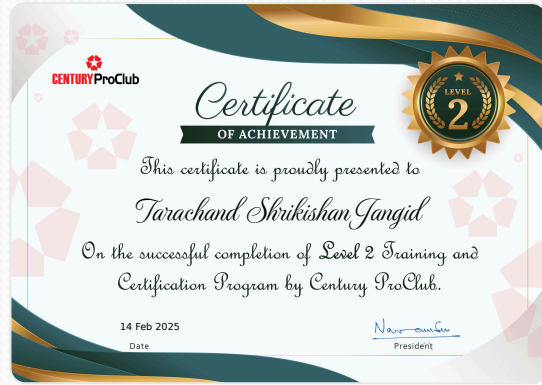 CENTURY ProClub
LEVEL
2
Certificate
OF ACHIEVEMENT
This certificate is proudly presented to
Tarachand Shrikishan Jangid
On the successful completion of Level 2 Training and
Certification Program by Century ProClub.
14 Feb 2025
Date
President